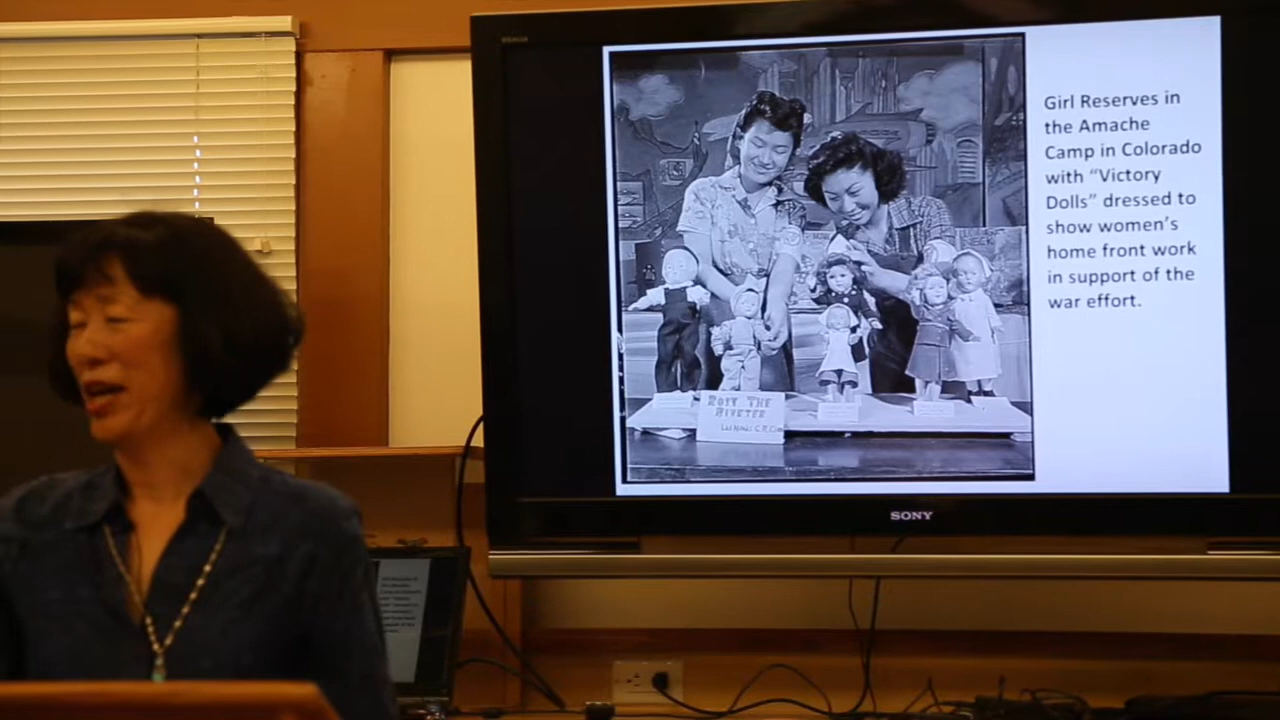 Girl Reserves in
the Amache
Camp in Colorado
with “Victory
Dolls” dressed to
show women’s
home front work
in support of the
war effort.
ROSY THE
RIVETER
SONY